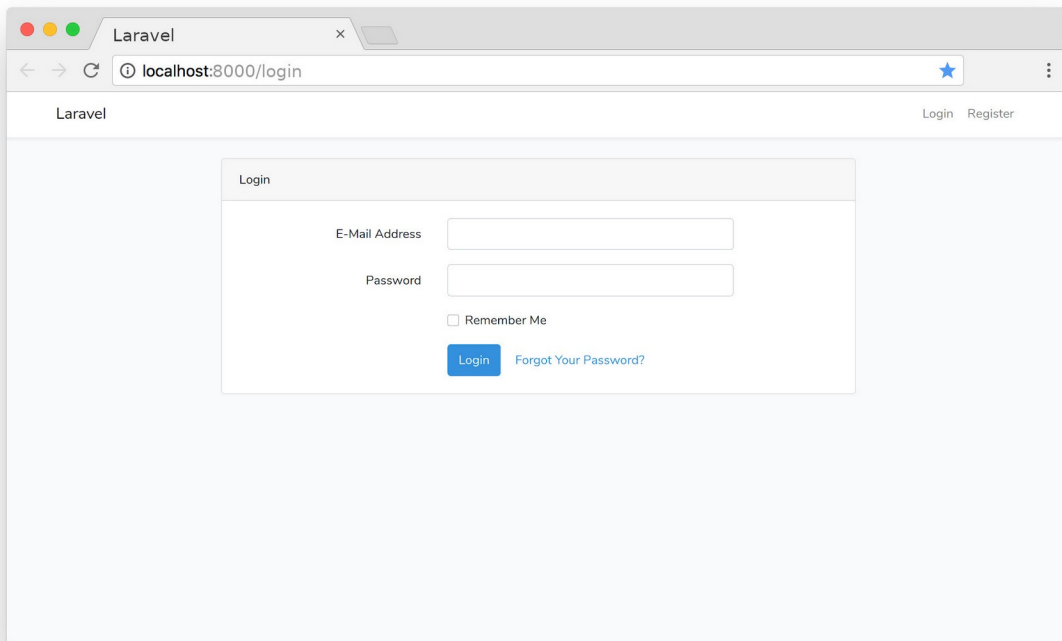 Laravel
localhost:8000/login
Laravel Login Register
Login
E-Mail Address
Password
Remember Me
Login Forgot Your Password?